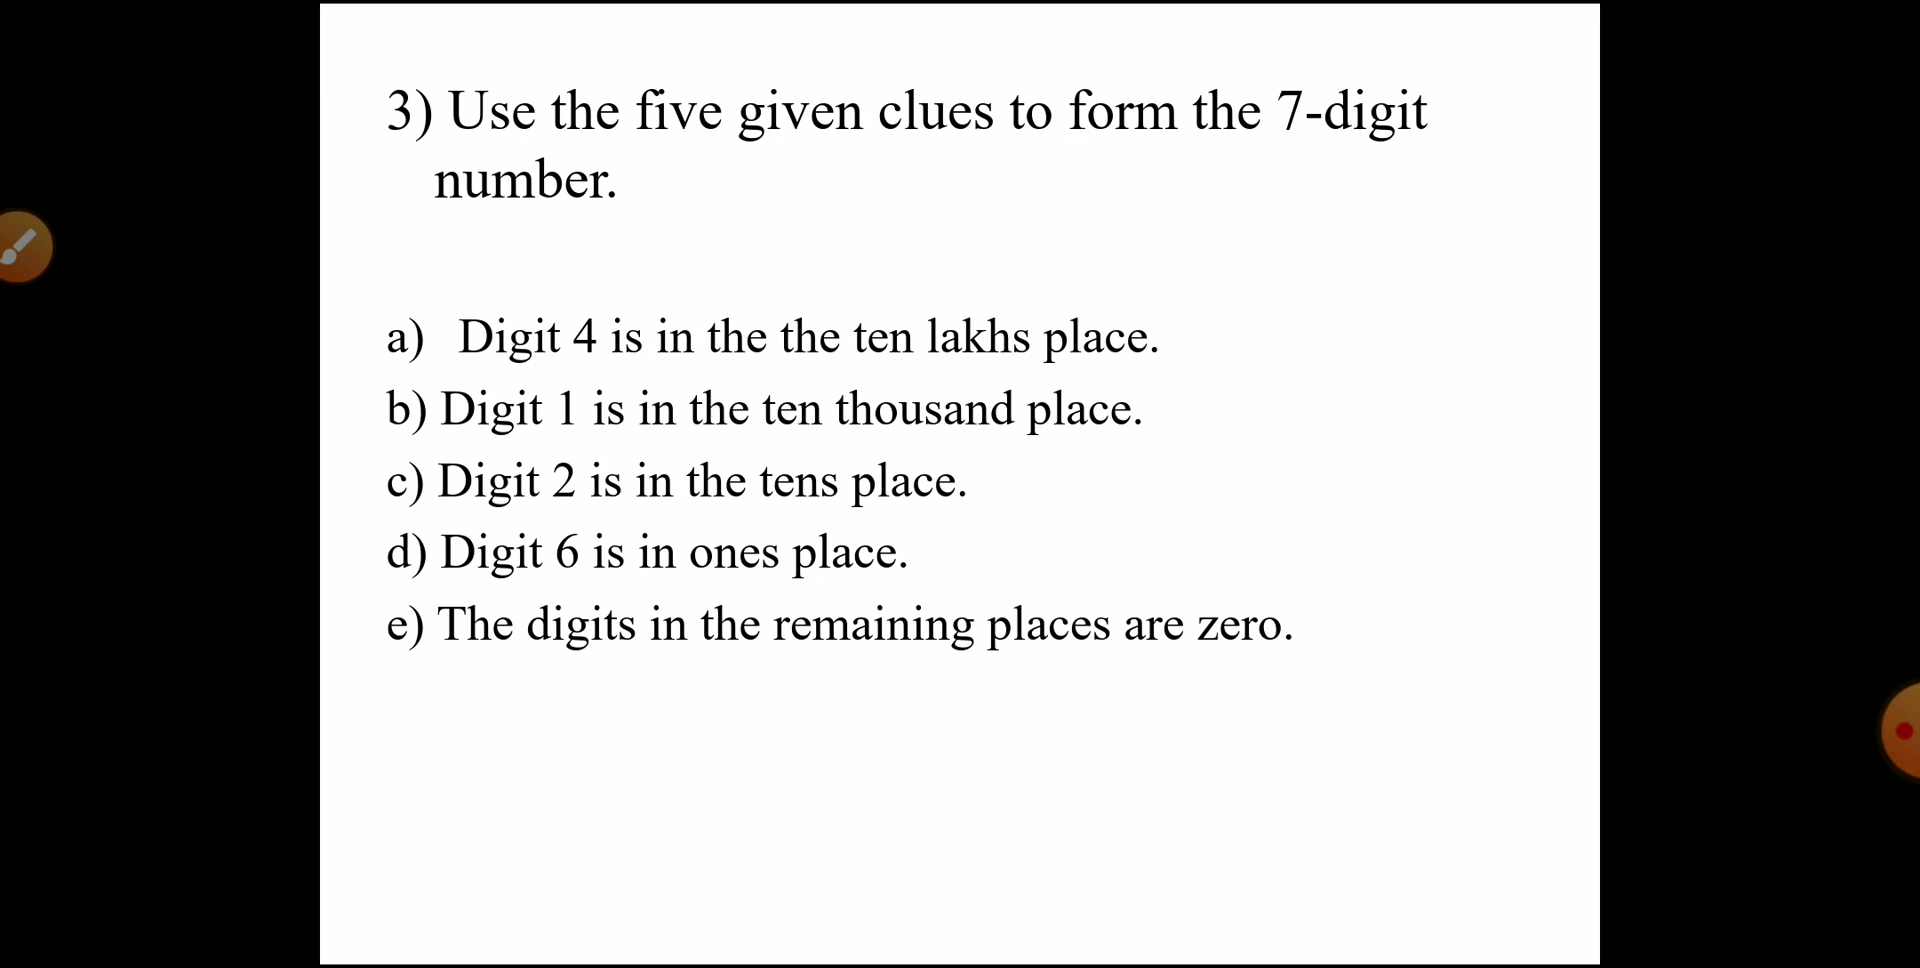 3) Use the five given clues to form the 7-digit
number.
a) Digit 4 is in the the ten lakhs place.
b) Digit 1 is in the ten thousand place.
c) Digit 2 is in the tens place.
d) Digit 6 is in ones place.
e) The digits in the remaining places are zero.